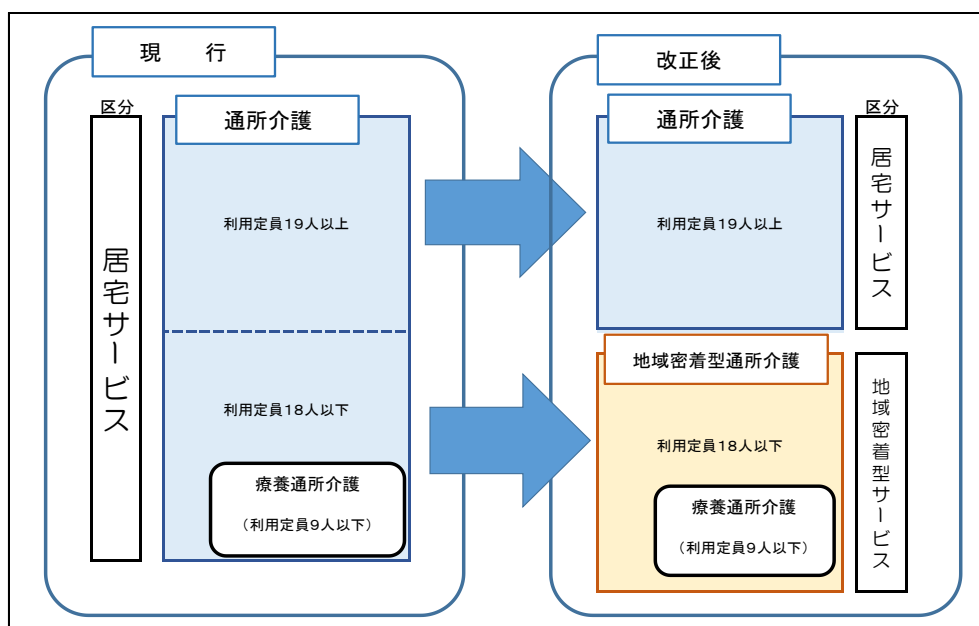 現　　行
区分
通所介護
居宅サービス
利用定員19人以上
利用定員18人以下
療養通所介護
（利用定員9人以下）
改正後
通所介護
区分
利用定員19人以上
居宅サービス
地域密着型通所介護
利用定員18人以下
療養通所介護
（利用定員9人以下）
地域密着型サービス